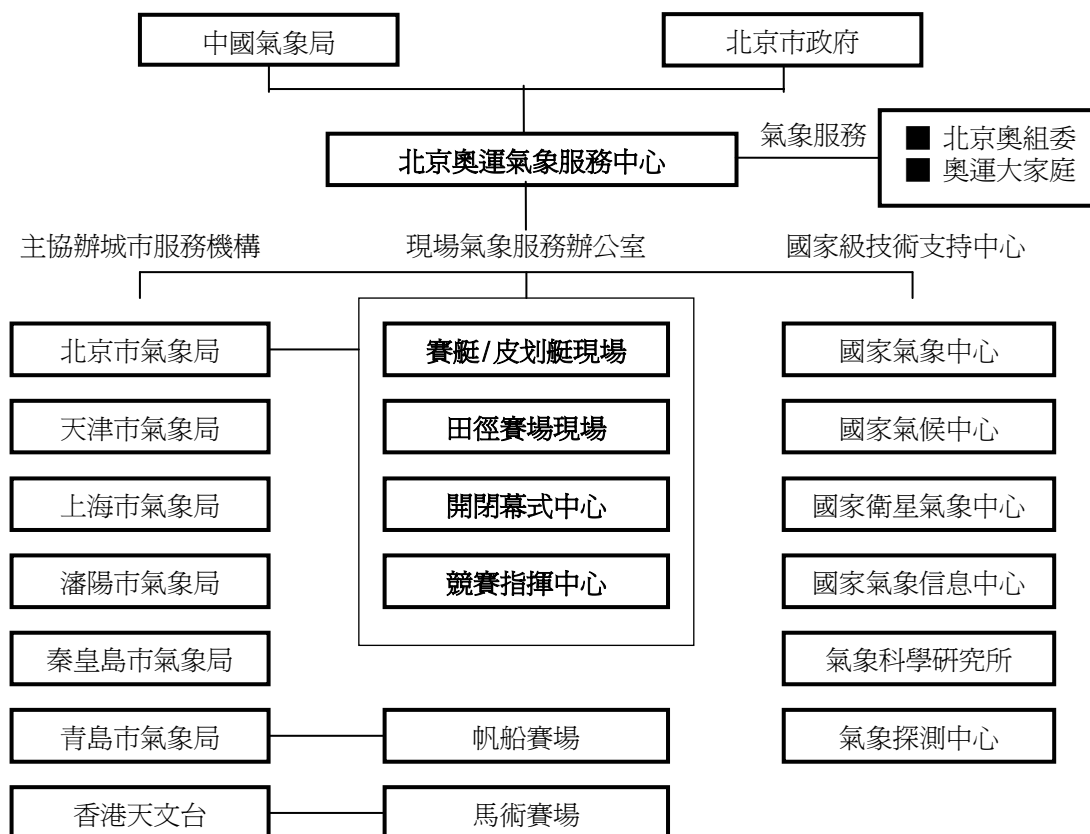 中國氣象局
北京市政府
北京奧運氣象服務中心
氣象服務
■ 北京奧組委
■ 奧運大家庭
主協辦城市服務機構
現場氣象服務辦公室
國家級技術支持中心
北京市氣象局
賽艇/皮划艇現場
國家氣象中心
天津市氣象局
田徑賽場現場
國家氣候中心
上海市氣象局
開閉幕式中心
國家衛星氣象中心
瀋陽市氣象局
競賽指揮中心
國家氣象信息中心
秦皇島市氣象局
氣象科學研究所
青島市氣象局
帆船賽場
氣象探測中心
香港天文台
馬術賽場